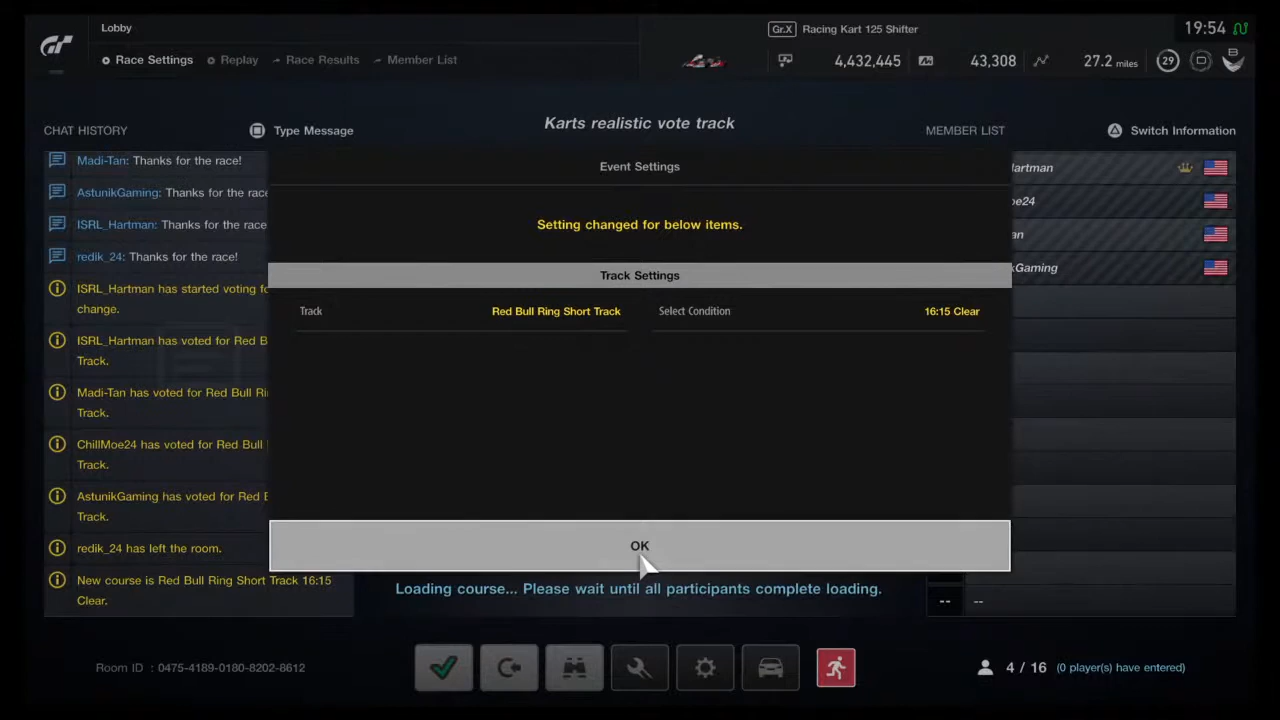 Lobby
Gr.X Racing Kart 125 Shifter
19:54
Race Settings Replay Race Results Member List
4,432,445 43,308 27.2 miles 29 B
CHAT HISTORY
Type Message
Karts realistic vote track
MEMBER LIST
Switch Information
Madi-Tan: Thanks for the race!
AstunikGaming: Thanks for the race
ISRL_Hartman: Thanks for the race
redik_24: Thanks for the race!
ISRL_Hartman has started voting fo
change.
ISRL_Hartman has voted for Red B
Track.
Madi-Tan has voted for Red Bull Ri
Track.
ChillMoe24 has voted for Red Bull
Track.
AstunikGaming has voted for Red B
Track.
redik_24 has left the room.
New course is Red Bull Ring Short Track 16:15
Clear.
Event Settings
Setting changed for below items.
Track Settings
Track Red Bull Ring Short Track
Select Condition 16:15 Clear
OK
Loading course... Please wait until all participants complete loading.
artman
oe24
an
Gaming
-- --
Room ID : 0475-4189-0180-8202-8612
4 / 16 (0 player(s) have entered)